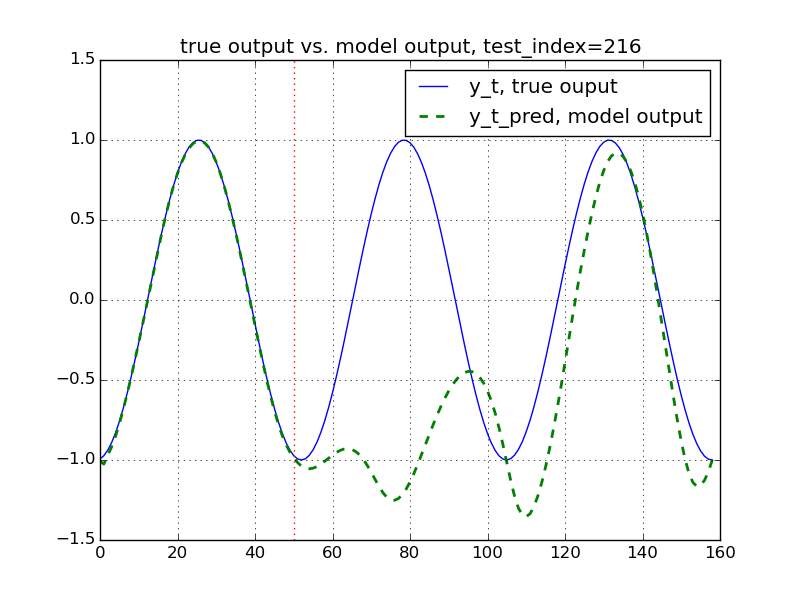 true output vs. model output, test_index=216
y_t, true ouput
y_t_pred, model output
1.5
1.0
0.5
0.0
−0.5
−1.0
−1.5
0 20 40 60 80 100 120 140 160